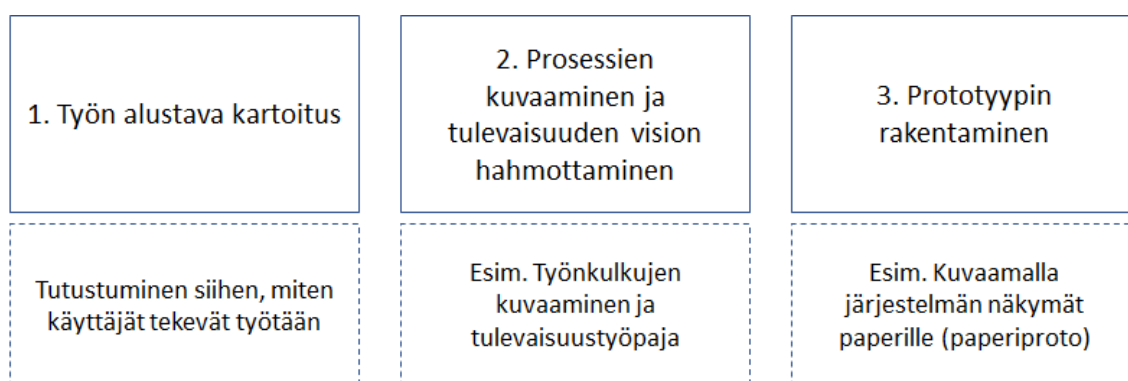 1. Työn alustava kartoitus
2. Prosessien
kuvaaminen ja
tulevaisuuden vision
hahmottaminen
3. Prototyypin
rakentaminen
Tutustuminen siihen, miten
käyttäjät tekevät työtään
Esim. Työnkulkujen
kuvaaminen ja
tulevaisuustyöpaja
Esim. Kuvaamalla
järjestelmän näkymät
paperille (paperiproto)